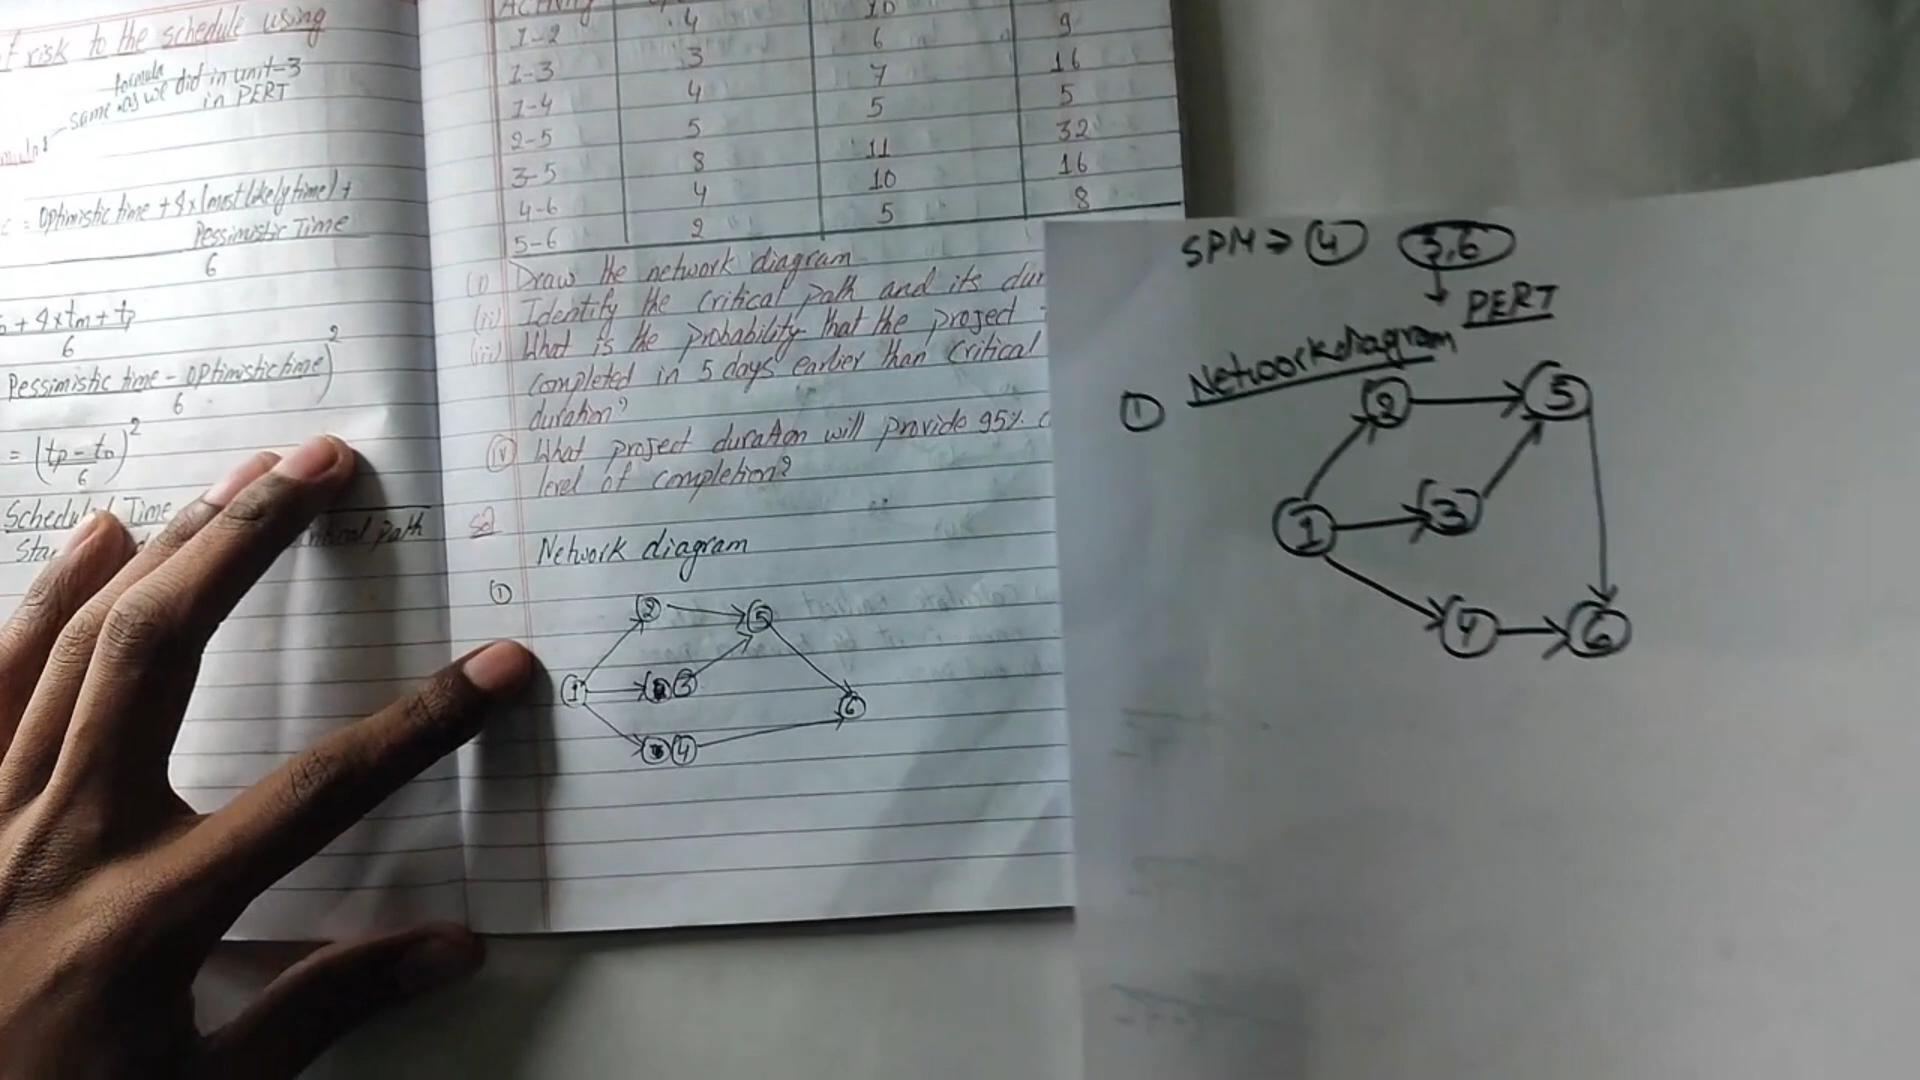 f risk to the schedule using
formula
same as we did in unit-3
in PERT
= Optimistic time + 4x(most likely time) +
Pessimistic Time
6
+ 4xtm + tp
6
Pessimistic time - Optimistic time)2
6
= (tp - to)2
6
Scheduled Time
critical path
Activity
1-2 4 10
1-3 3 6 9
1-4 4 7 16
2-5 5 5 5
3-5 8 11 32
4-6 4 10 16
5-6 2 5 8
(i) Draw the network diagram
(ii) Identify the critical path and its dur
(iii) What is the probability that the project
completed in 5 days earlier than critical
duration?
(iv) What project duration will provide 95%
level of completion?
Sol
Network diagram
①
2 5
1 3
6
4
SPM → ④ 3,6
PERT
① Networkdiagram
2 5
1 3
4 6